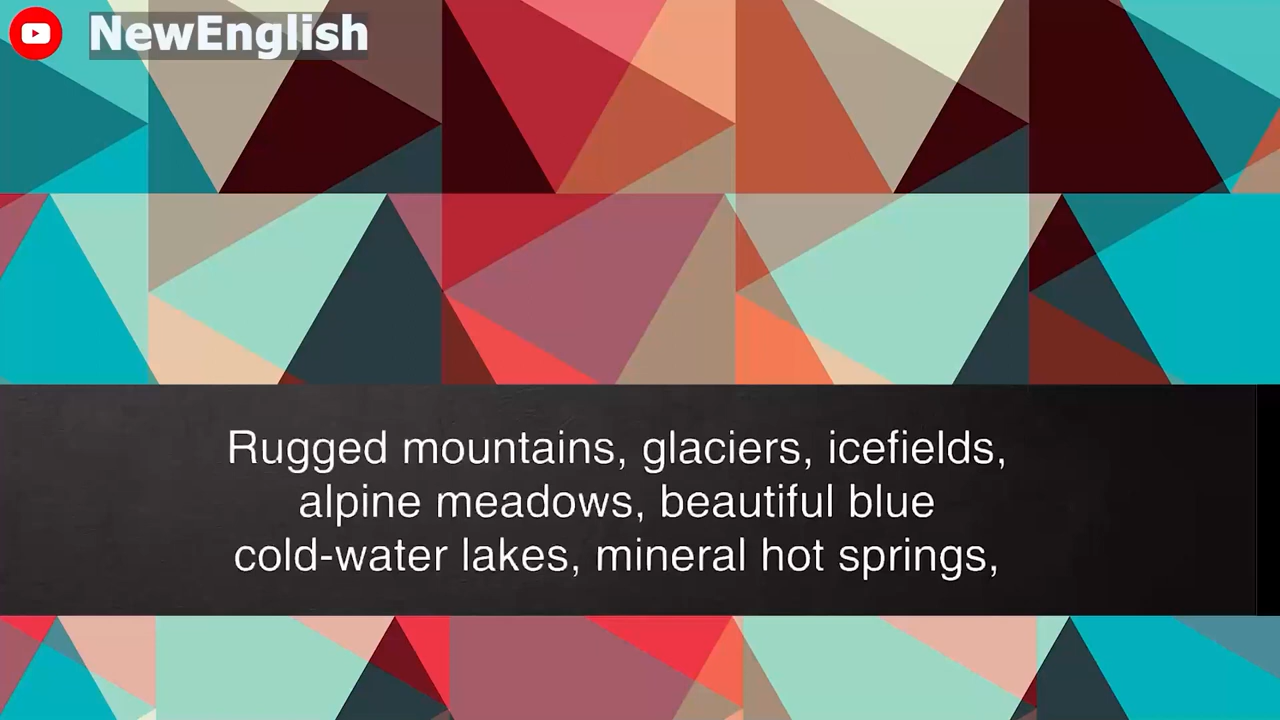 NewEnglish
Rugged mountains, glaciers, icefields,
alpine meadows, beautiful blue
cold-water lakes, mineral hot springs,